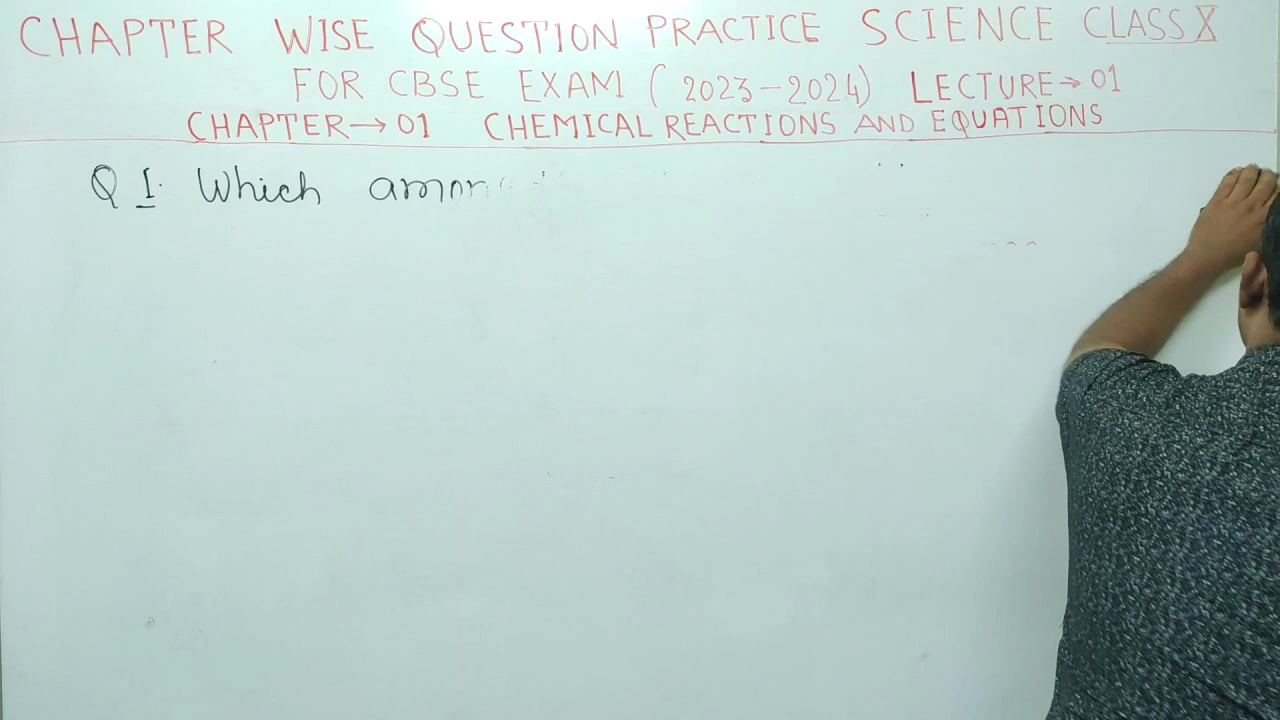 CHAPTER WISE QUESTION PRACTICE SCIENCE CLASS X
FOR CBSE EXAM (2023-2024) LECTURE→01
CHAPTER→01 CHEMICAL REACTIONS AND EQUATIONS
Q 1. Which